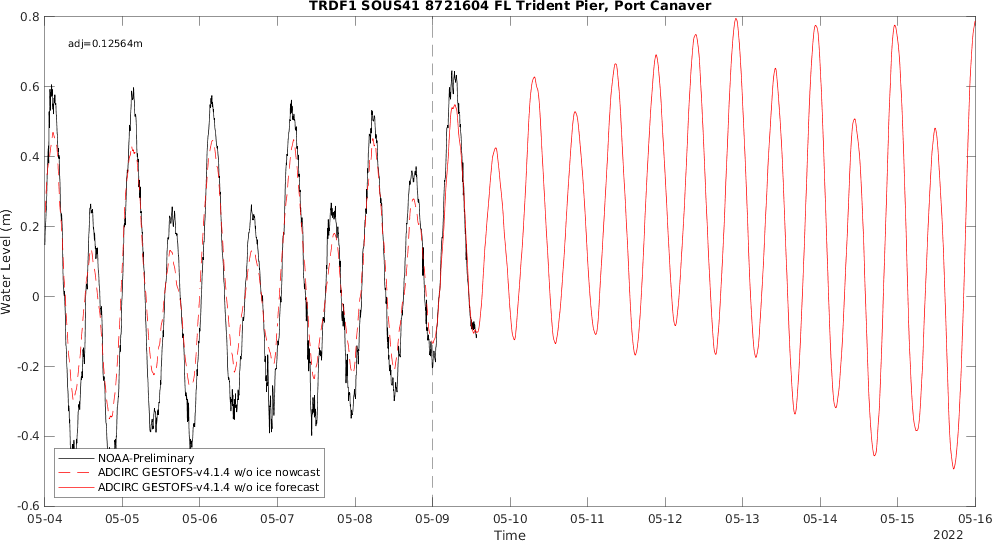 TRDF1 SOUS41 8721604 FL Trident Pier, Port Canaver
adj=0.12564m
0.8
0.6
0.4
0.2
0
-0.2
-0.4
-0.6
Water Level (m)
NOAA-Preliminary
ADCIRC GESTOFS-v4.1.4 w/o ice nowcast
ADCIRC GESTOFS-v4.1.4 w/o ice forecast
05-04 05-05 05-06 05-07 05-08 05-09 05-10 05-11 05-12 05-13 05-14 05-15 05-16
Time
2022